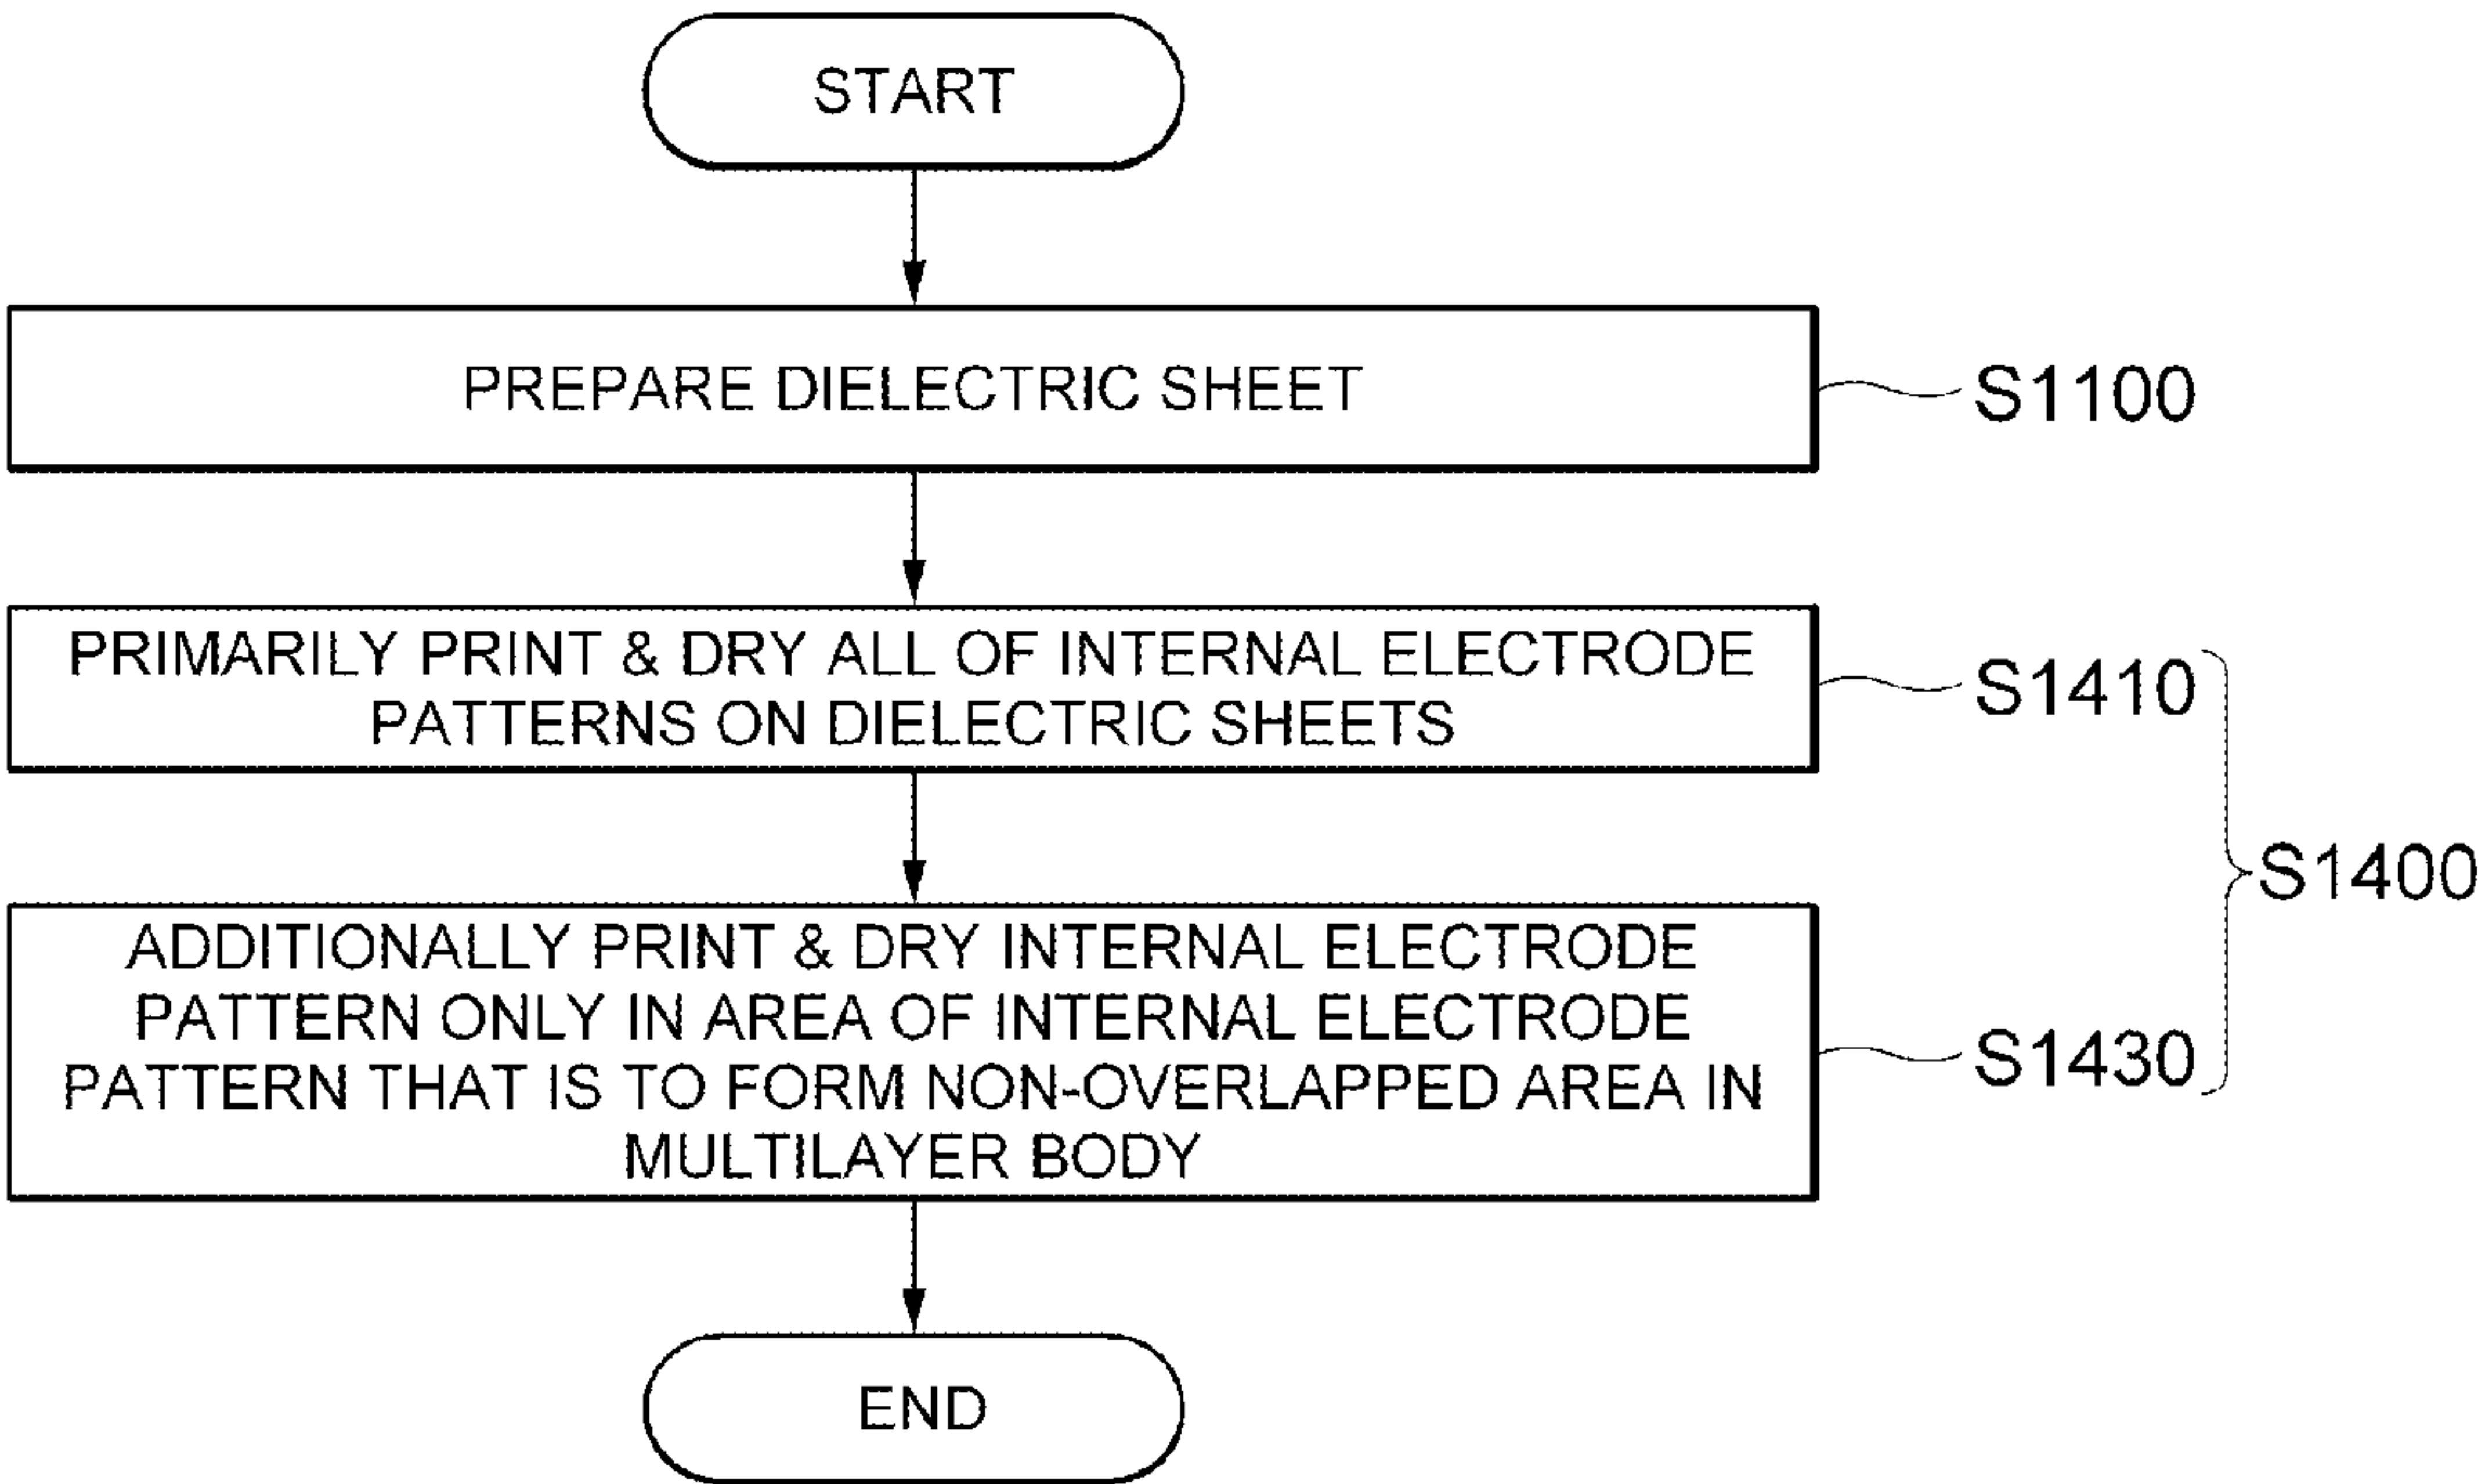 START
PREPARE DIELECTRIC SHEET
S1100
PRIMARILY PRINT & DRY ALL OF INTERNAL ELECTRODE
PATTERNS ON DIELECTRIC SHEETS
S1410
S1400
ADDITIONALLY PRINT & DRY INTERNAL ELECTRODE
PATTERN ONLY IN AREA OF INTERNAL ELECTRODE
PATTERN THAT IS TO FORM NON-OVERLAPPED AREA IN
MULTILAYER BODY
S1430
END